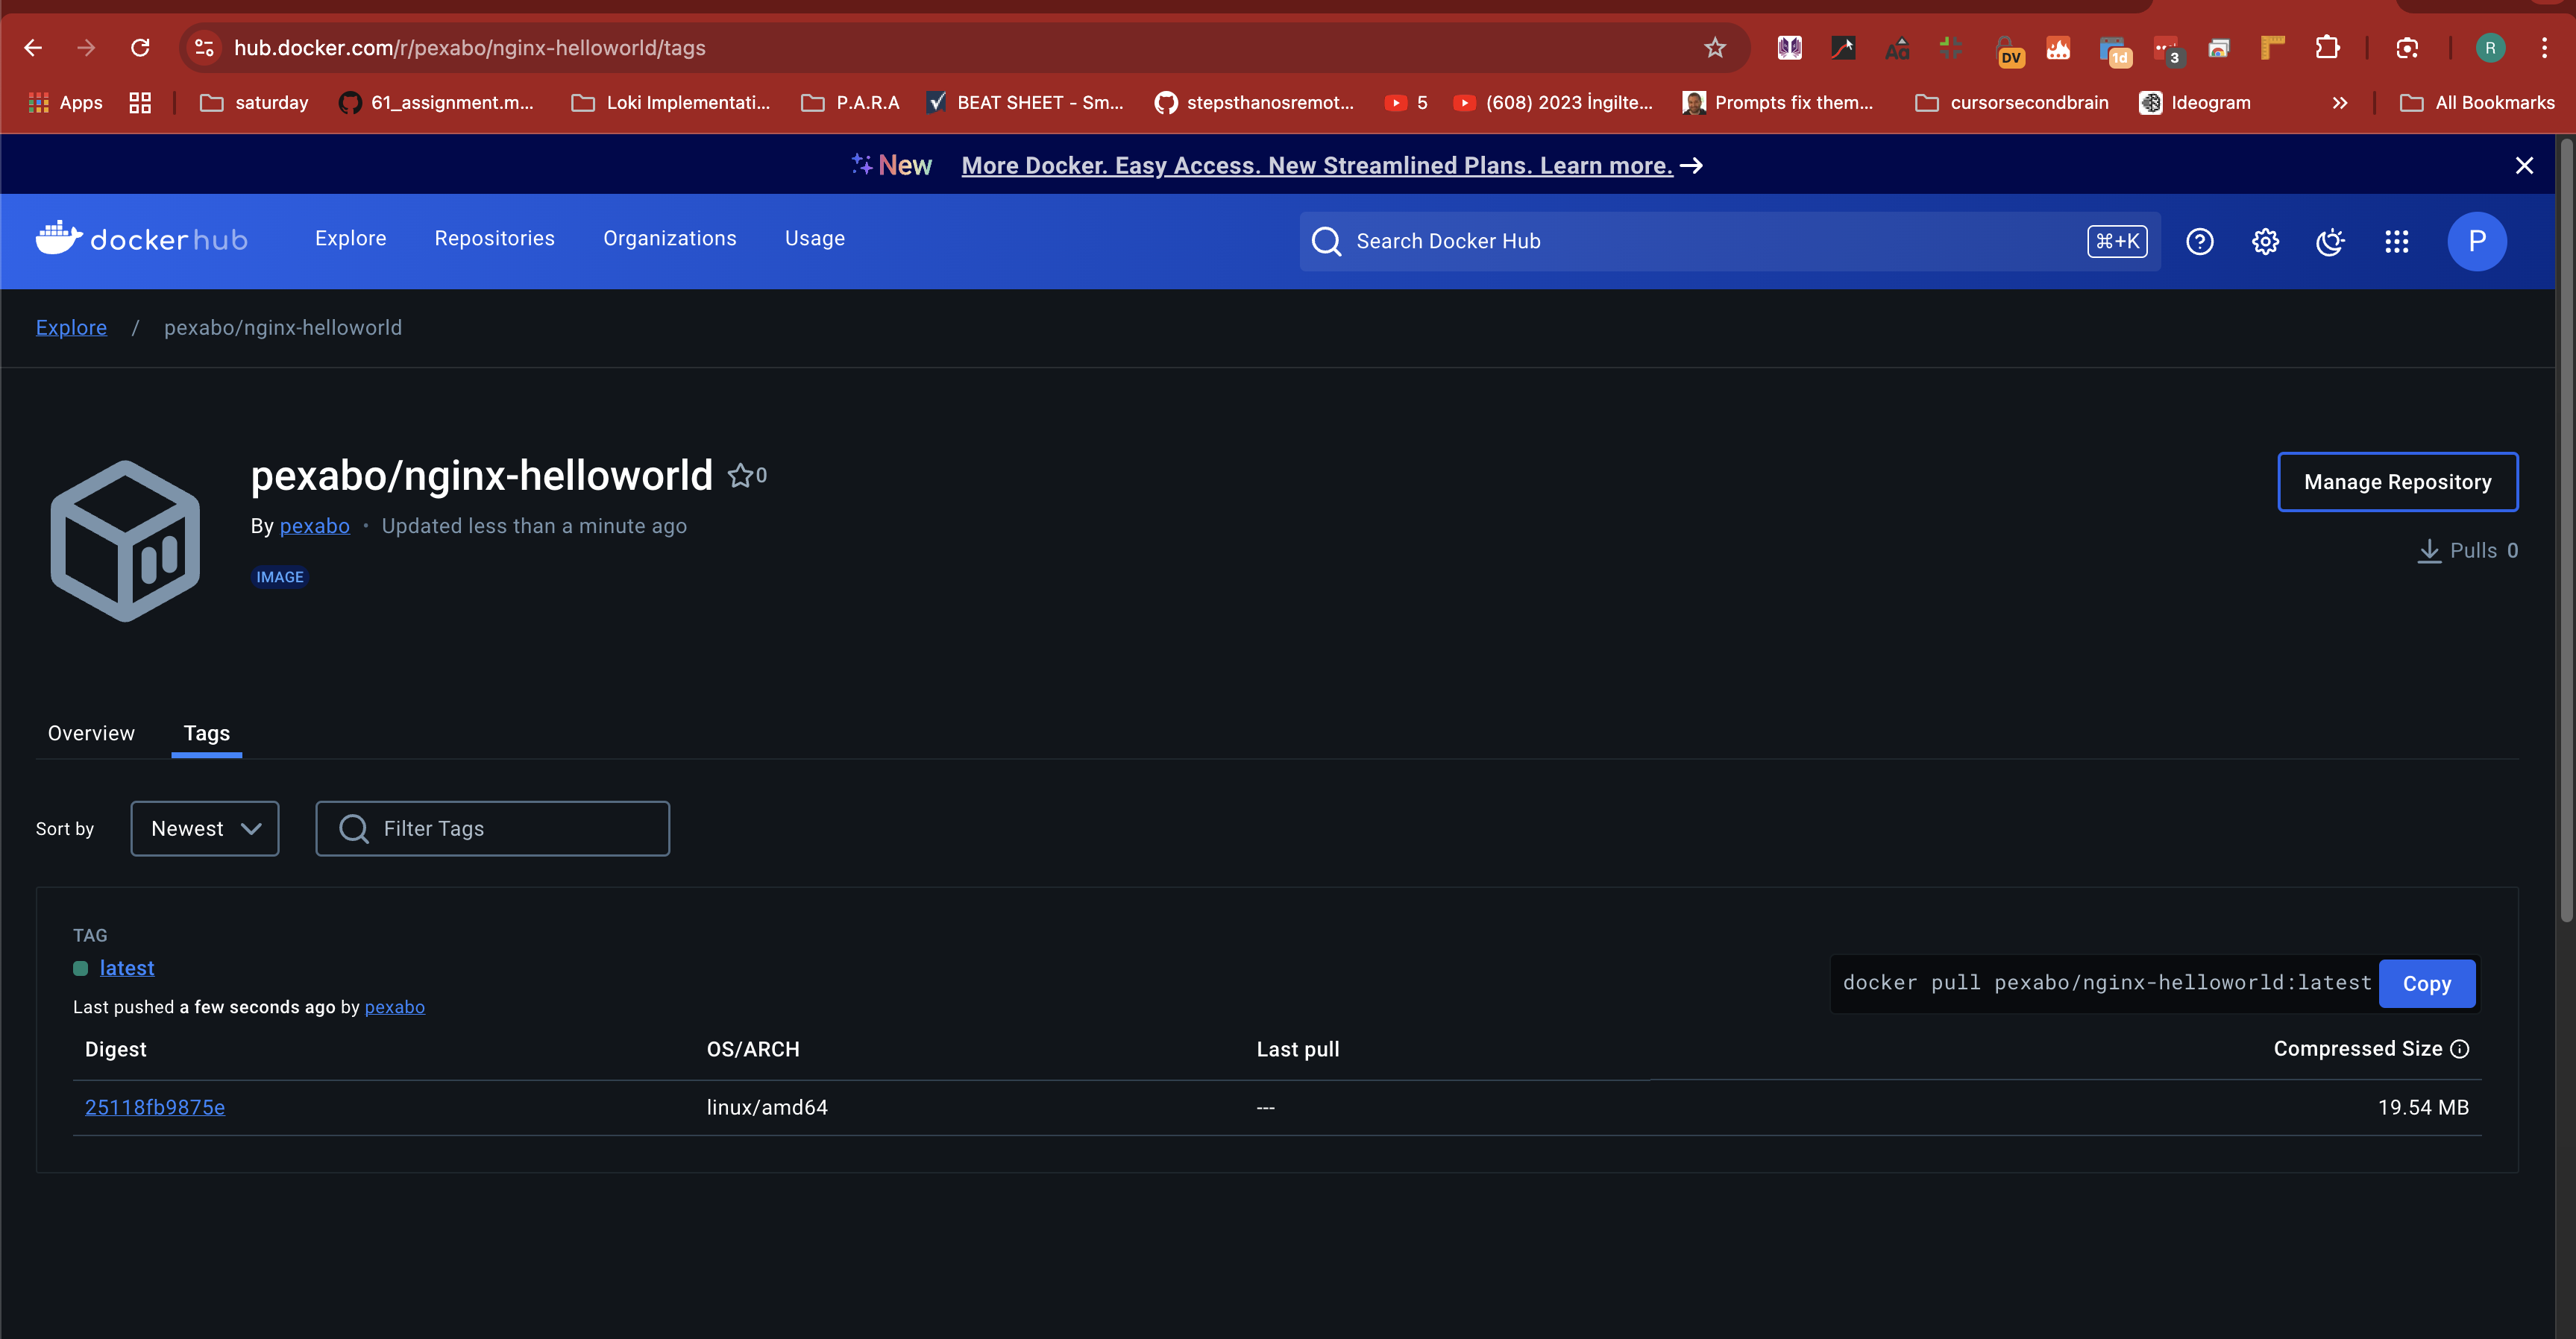 hub.docker.com/r/pexabo/nginx-helloworld/tags
DV
1d
3
R
Apps
saturday
61_assignment.m...
Loki Implementati...
P.A.R.A
BEAT SHEET - Sm...
stepsthanosremot...
5
(608) 2023 İngilte...
Prompts fix them...
cursorsecondbrain
Ideogram
All Bookmarks
New More Docker. Easy Access. New Streamlined Plans. Learn more.
dockerhub
Explore
Repositories
Organizations
Usage
Search Docker Hub
⌘+K
P
Explore / pexabo/nginx-helloworld
pexabo/nginx-helloworld 0
Manage Repository
By pexabo · Updated less than a minute ago
Pulls 0
IMAGE
Overview
Tags
Sort by
Newest
Filter Tags
TAG
latest
docker pull pexabo/nginx-helloworld:latest
Copy
Last pushed a few seconds ago by pexabo
Digest OS/ARCH Last pull Compressed Size
25118fb9875e linux/amd64 --- 19.54 MB